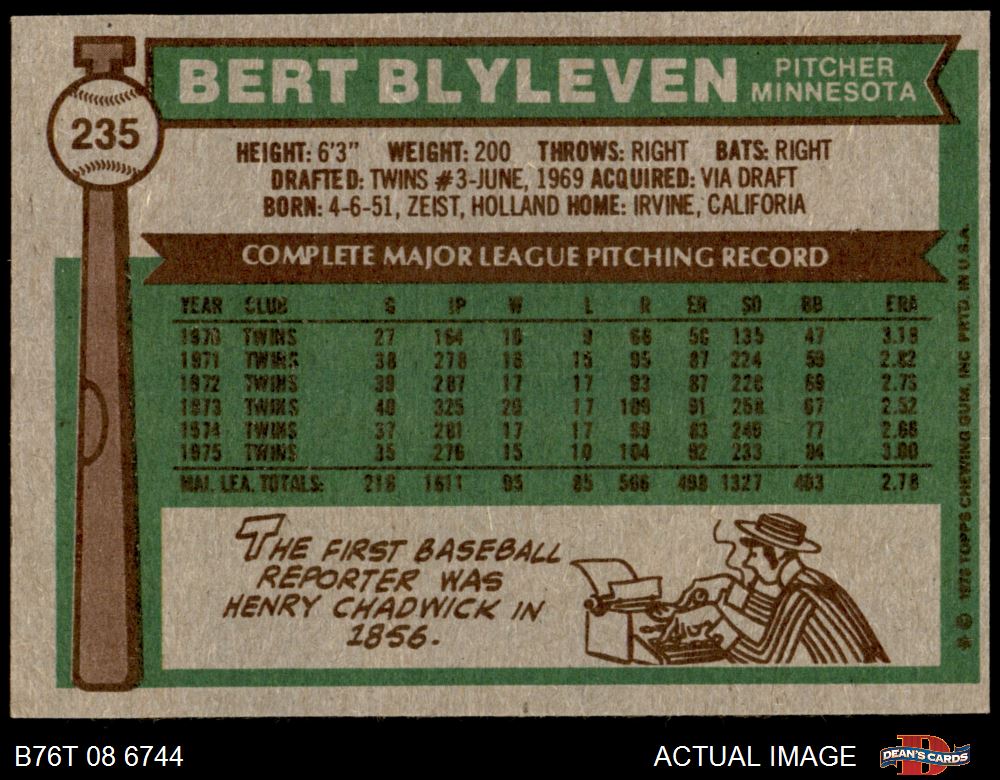 235
BERT BLYLEVEN
PITCHER
MINNESOTA
HEIGHT: 6'3" WEIGHT: 200 THROWS: RIGHT BATS: RIGHT
DRAFTED: TWINS #3-JUNE, 1969 ACQUIRED: VIA DRAFT
BORN: 4-6-51, ZEIST, HOLLAND HOME: IRVINE, CALIFORIA
COMPLETE MAJOR LEAGUE PITCHING RECORD
YEAR CLUB G IP W L R ER SO BB ERA
1970 TWINS 27 164 10 9 66 135 47 3.18
1971 TWINS 38 278 16 15 95 87 224 59 2.82
1972 TWINS 39 287 17 17 93 87 228 69 2.73
1973 TWINS 40 325 20 17 109 91 258 67 2.52
1974 TWINS 37 281 17 17 99 83 249 77 2.66
1975 TWINS 35 276 15 10 104 92 233 84 3.00
MAJ. LEA. TOTALS: 216 1611 95 85 566 1327 403 2.78
THE FIRST BASEBALL
REPORTER WAS
HENRY CHADWICK IN
1856.
* © 1976 TOPPS CHEWING GUM, INC PRTD. IN U.S.A.
B76T 08 6744
ACTUAL IMAGE
DEAN'S CARDS